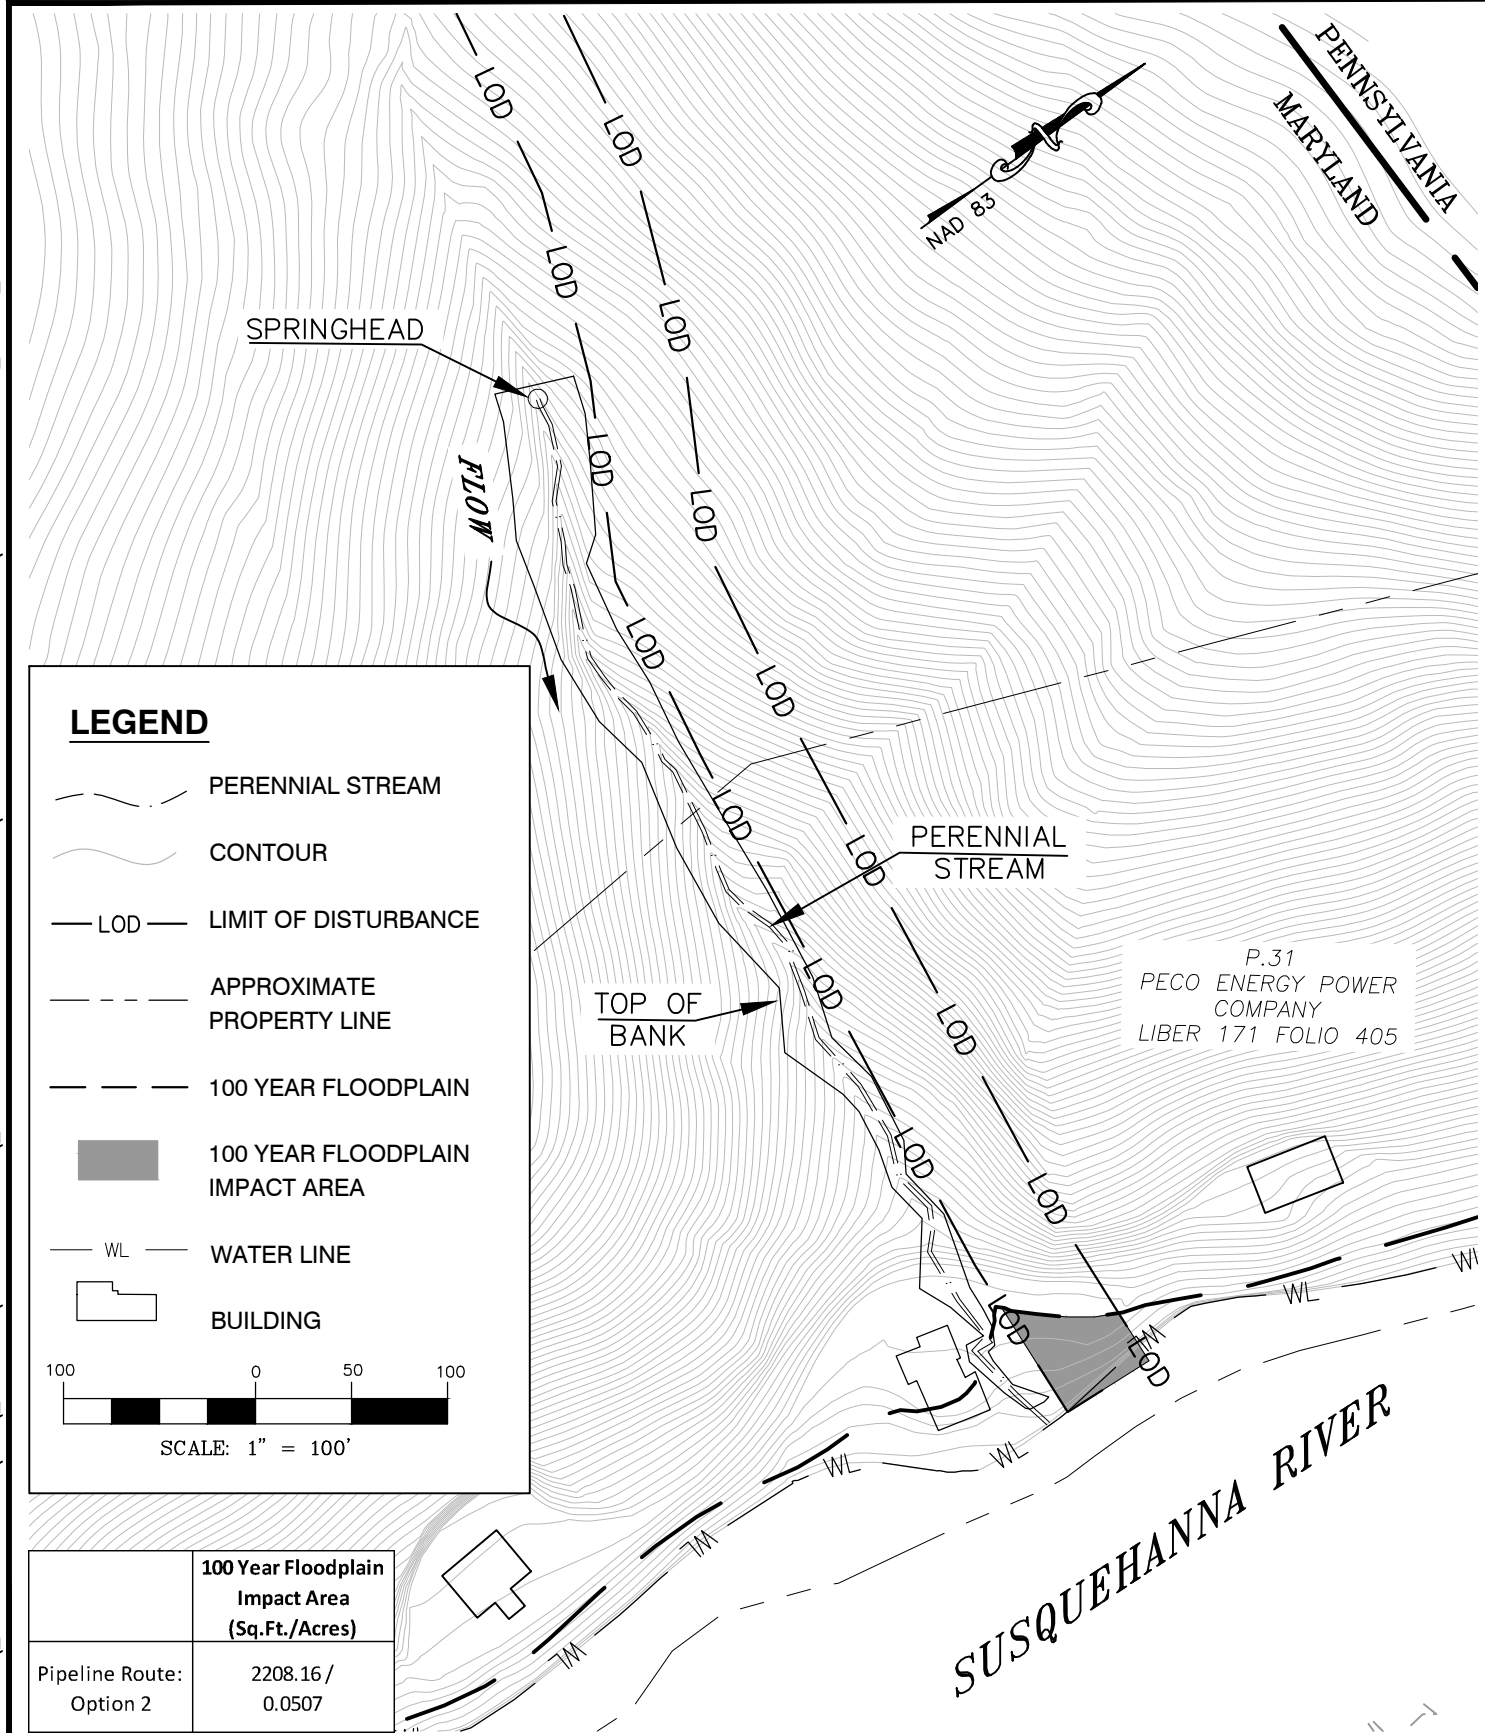 LOD
LOD
PENNSYLVANIA
MARYLAND
NAD 83
LOD
LOD
SPRINGHEAD
LOD
LOD
FLOW
LOD
LOD
LOD
LOD
PERENNIAL
STREAM
LOD
LOD
LOD
TOP OF
BANK
P.31
PECO ENERGY POWER
COMPANY
LIBER 171 FOLIO 405
LOD
LOD
LOD
LOD
WL
WL
WL
WL
WL
WL
WL
SUSQUEHANNA RIVER
LEGEND
PERENNIAL STREAM
CONTOUR
LOD
LIMIT OF DISTURBANCE
APPROXIMATE
PROPERTY LINE
100 YEAR FLOODPLAIN
100 YEAR FLOODPLAIN
IMPACT AREA
WL
WATER LINE
BUILDING
100 0 50 100
SCALE: 1" = 100'
100 Year Floodplain
Impact Area
(Sq.Ft./Acres)
Pipeline Route:
Option 2
2208.16 /
0.0507